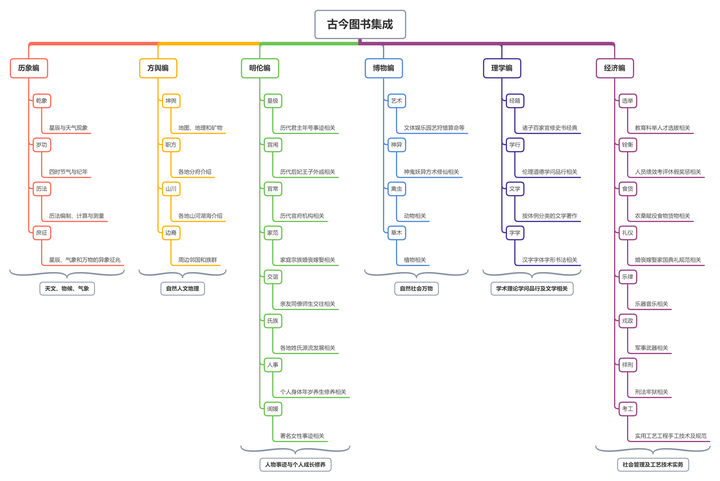 古今图书集成
历象编
乾象
星辰与天气现象
岁功
四时节气与纪年
历法
历法编制、计算与测量
庶征
星辰、气象和万物的异象征兆
天文、物候、气象
方舆编
坤舆
地图、地理和矿物
职方
各地分府介绍
山川
各地山河湖海介绍
边裔
周边邻国和族群
自然人文地理
明伦编
皇极
历代君主年号事迹相关
宫闱
历代后妃王子外戚相关
官常
历代官府机构相关
家范
家庭宗族婚丧嫁娶相关
交谊
亲友同僚师生交往相关
氏族
各地姓氏源流发展相关
人事
个人身体年岁养生修养相关
闺媛
著名女性事迹相关
人物事迹与个人成长修养
博物编
艺术
文体娱乐园艺狩猎算命等
神异
神鬼妖异方术修仙相关
禽虫
动物相关
草木
植物相关
自然社会万物
理学编
经籍
诸子百家官修史书经典
学行
伦理道德学问品行相关
文学
按体例分类的文学著作
字学
汉字字体字形书法相关
学术理论学问品行及文学相关
经济编
选举
教育科举人才选拔相关
铨衡
人员绩效考评休假奖惩相关
食货
农桑赋役食物货物相关
礼仪
婚丧嫁娶家国典礼规范相关
乐律
乐器音乐相关
戎政
军事武器相关
祥刑
刑法牢狱相关
考工
实用工艺工程手工技术及规范
社会管理及工艺技术实务